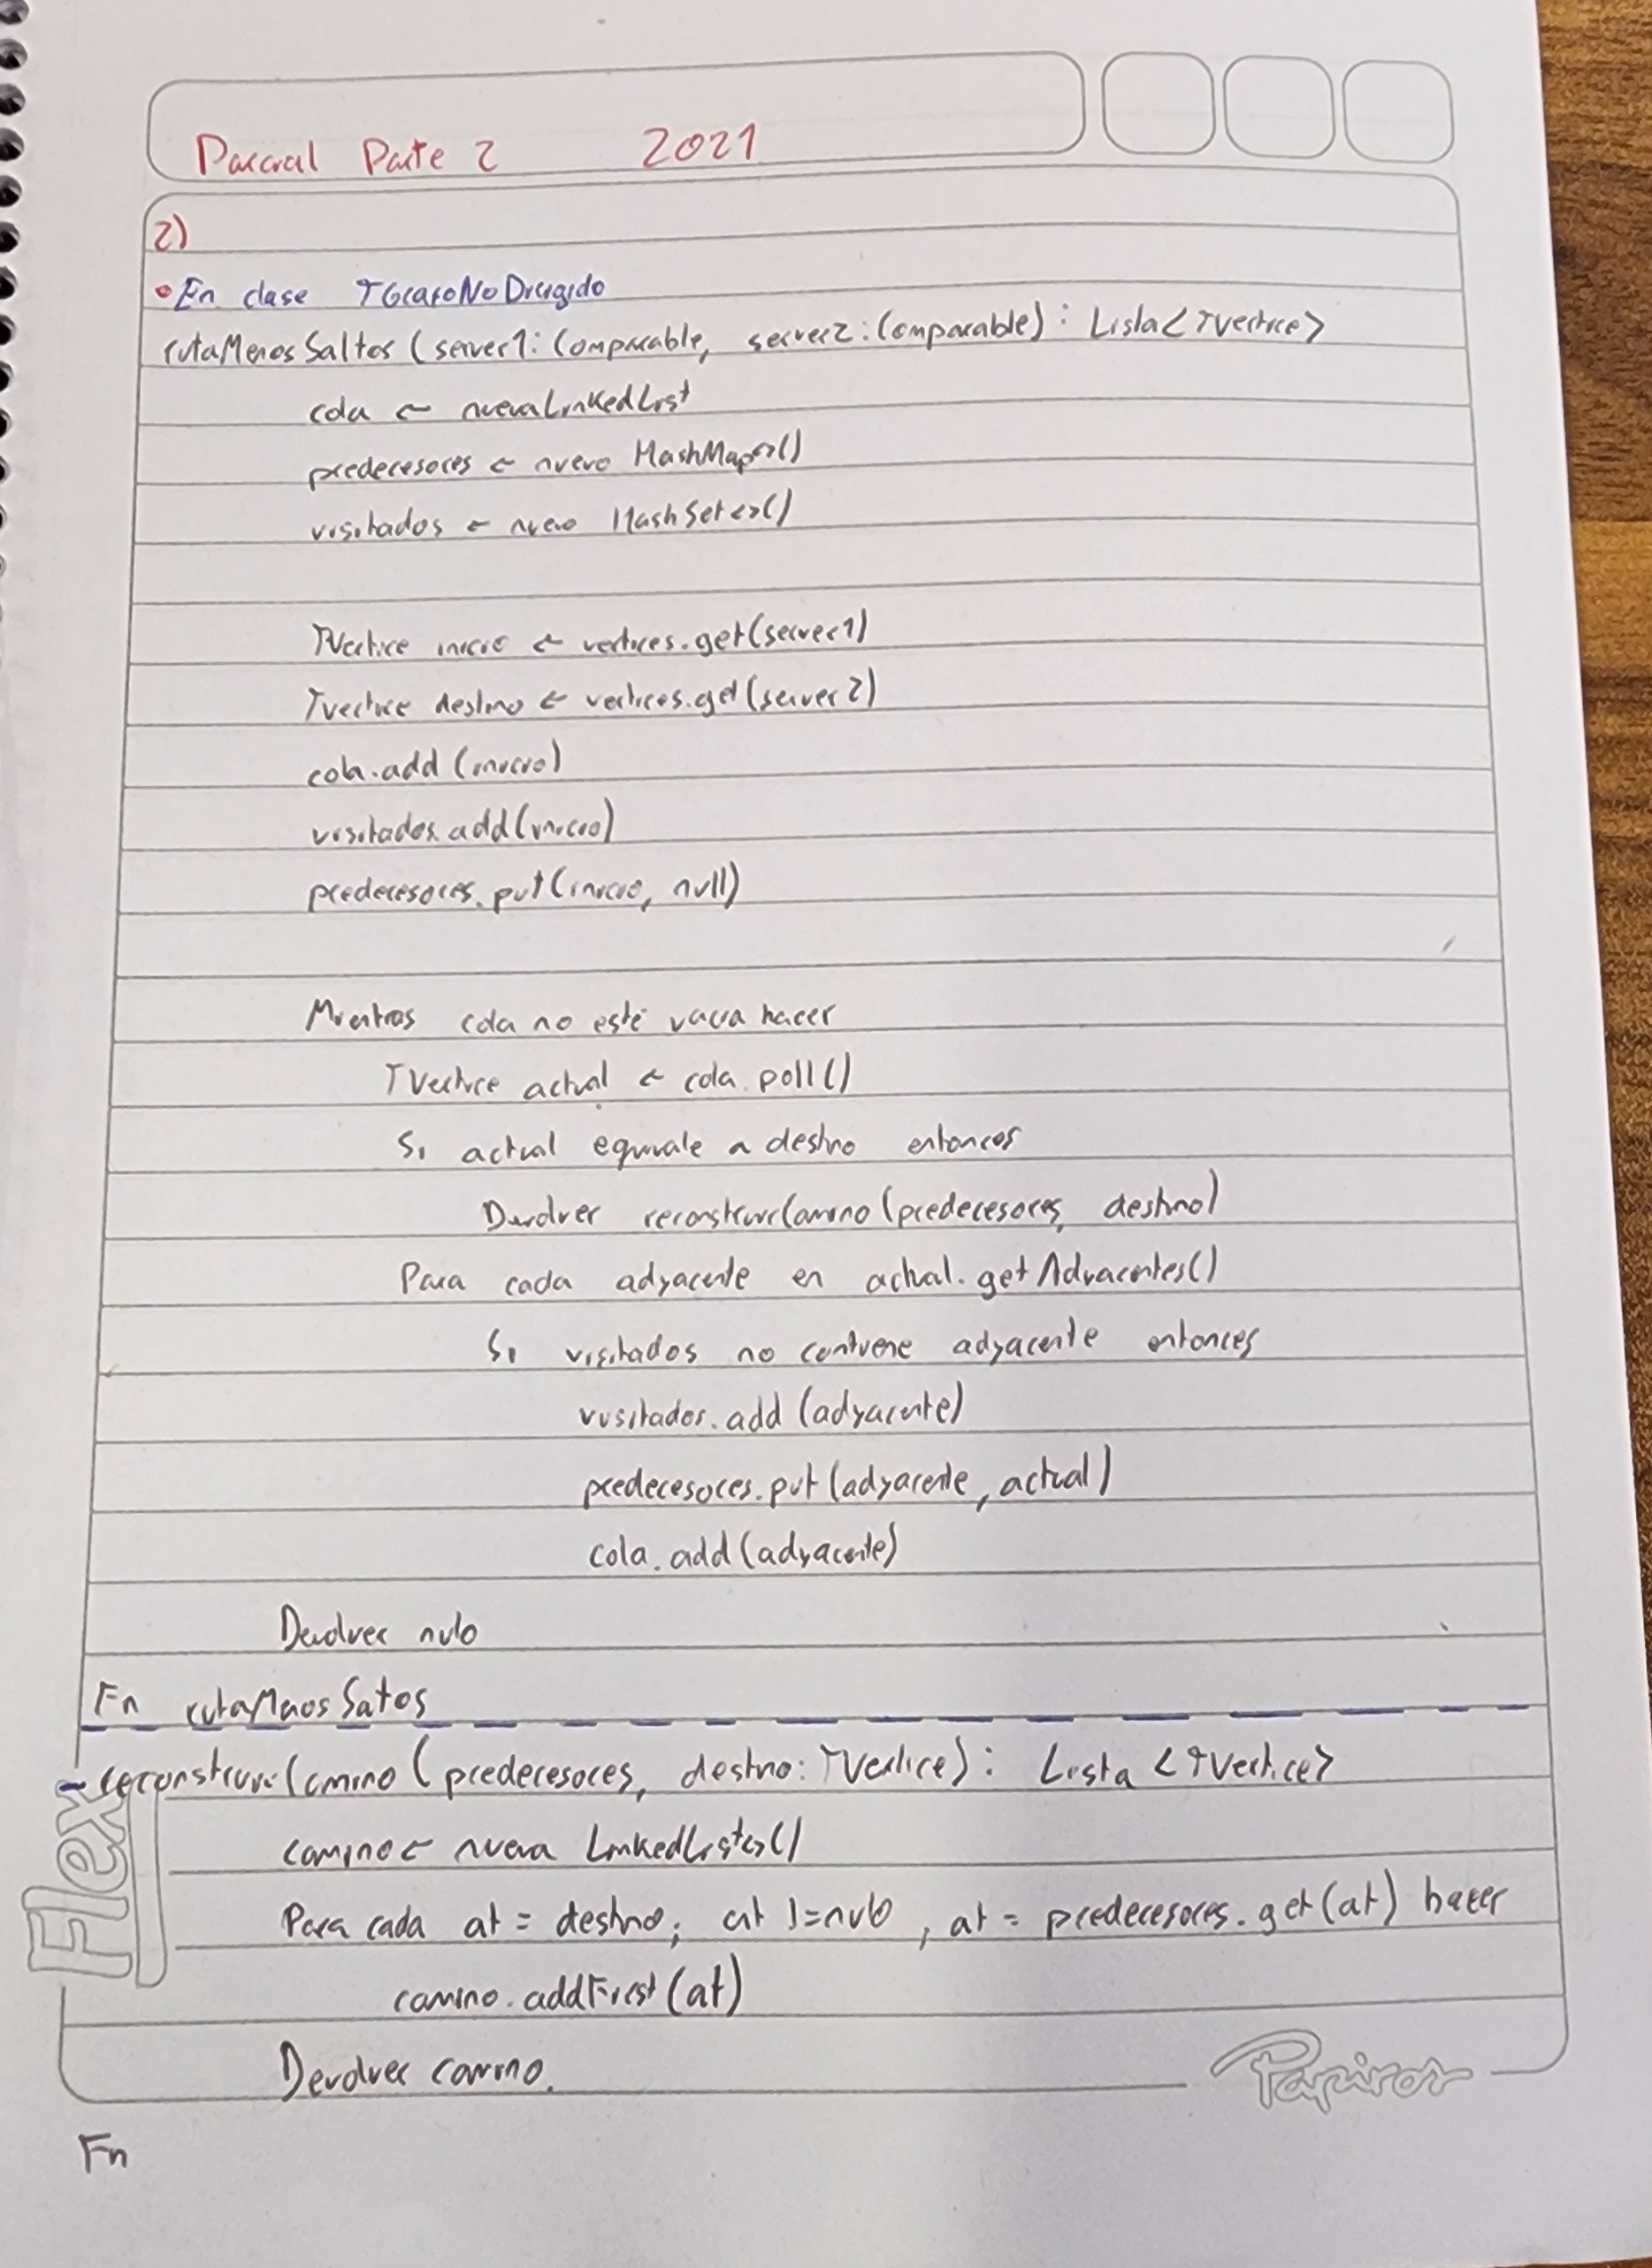 Parcial Parte 2 2021
2)
• En clase TGrafoNoDirigido
rutaMenosSaltos (server1: Comparable, server2: Comparable) : Lista<TVertice>
cola ← nueva LinkedList
predecesores ← nuevo HashMap<>()
visitados ← nuevo HashSet<>()
TVertice inicio ← vertices.get(server1)
TVertice destino ← vertices.get(server2)
cola.add(inicio)
visitados.add(inicio)
predecesores.put(inicio, null)
Mientras cola no esté vacia hacer
TVertice actual ← cola.poll()
Si actual equivale a destino entonces
Devolver reconstruirCamino(predecesores, destino)
Para cada adyacente en actual.getAdyacentes()
Si visitados no contiene adyacente entonces
visitados.add(adyacente)
predecesores.put(adyacente, actual)
cola.add(adyacente)
Devolver nulo
Fin rutaMenosSatos
- reconstruirCamino(predecesores, destino: TVertice) : Lista <TVertice>
camino ← nueva LinkedList<>()
Para cada at = destino; at != nulo, at = predecesores.get(at) hacer
camino.addFirst(at)
Devolver camino.
Fin
Flex
Papiros